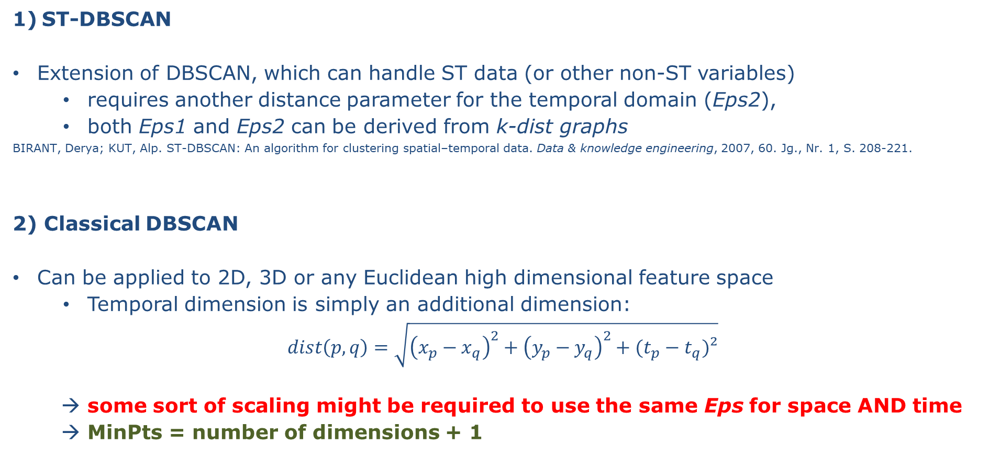 1) ST-DBSCAN
• Extension of DBSCAN, which can handle ST data (or other non-ST variables)
• requires another distance parameter for the temporal domain (Eps2),
• both Eps1 and Eps2 can be derived from k-dist graphs
BIRANT, Derya; KUT, Alp. ST-DBSCAN: An algorithm for clustering spatial–temporal data. Data & knowledge engineering, 2007, 60. Jg., Nr. 1, S. 208-221.
2) Classical DBSCAN
• Can be applied to 2D, 3D or any Euclidean high dimensional feature space
• Temporal dimension is simply an additional dimension:
dist(p, q) = √((x_p − x_q)² + (y_p − y_q)² + (t_p − t_q)²)
→ some sort of scaling might be required to use the same Eps for space AND time
→ MinPts = number of dimensions + 1